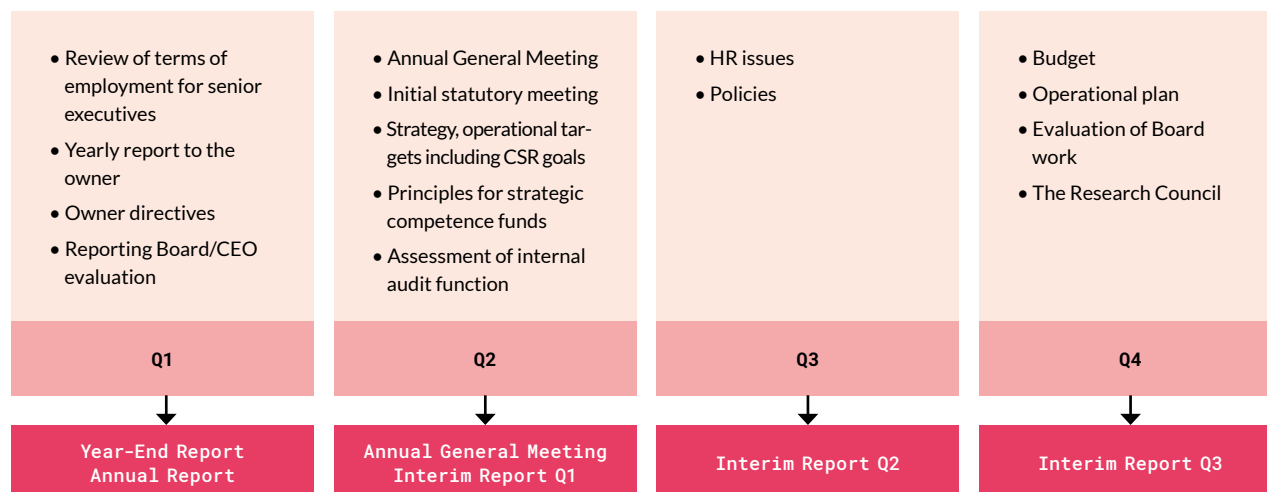 • Review of terms of
employment for senior
executives
• Yearly report to the
owner
• Owner directives
• Reporting Board/CEO
evaluation
Q1
Year-End Report
Annual Report
• Annual General Meeting
• Initial statutory meeting
• Strategy, operational tar-
gets including CSR goals
• Principles for strategic
competence funds
• Assessment of internal
audit function
Q2
Annual General Meeting
Interim Report Q1
• HR issues
• Policies
Q3
Interim Report Q2
• Budget
• Operational plan
• Evaluation of Board
work
• The Research Council
Q4
Interim Report Q3